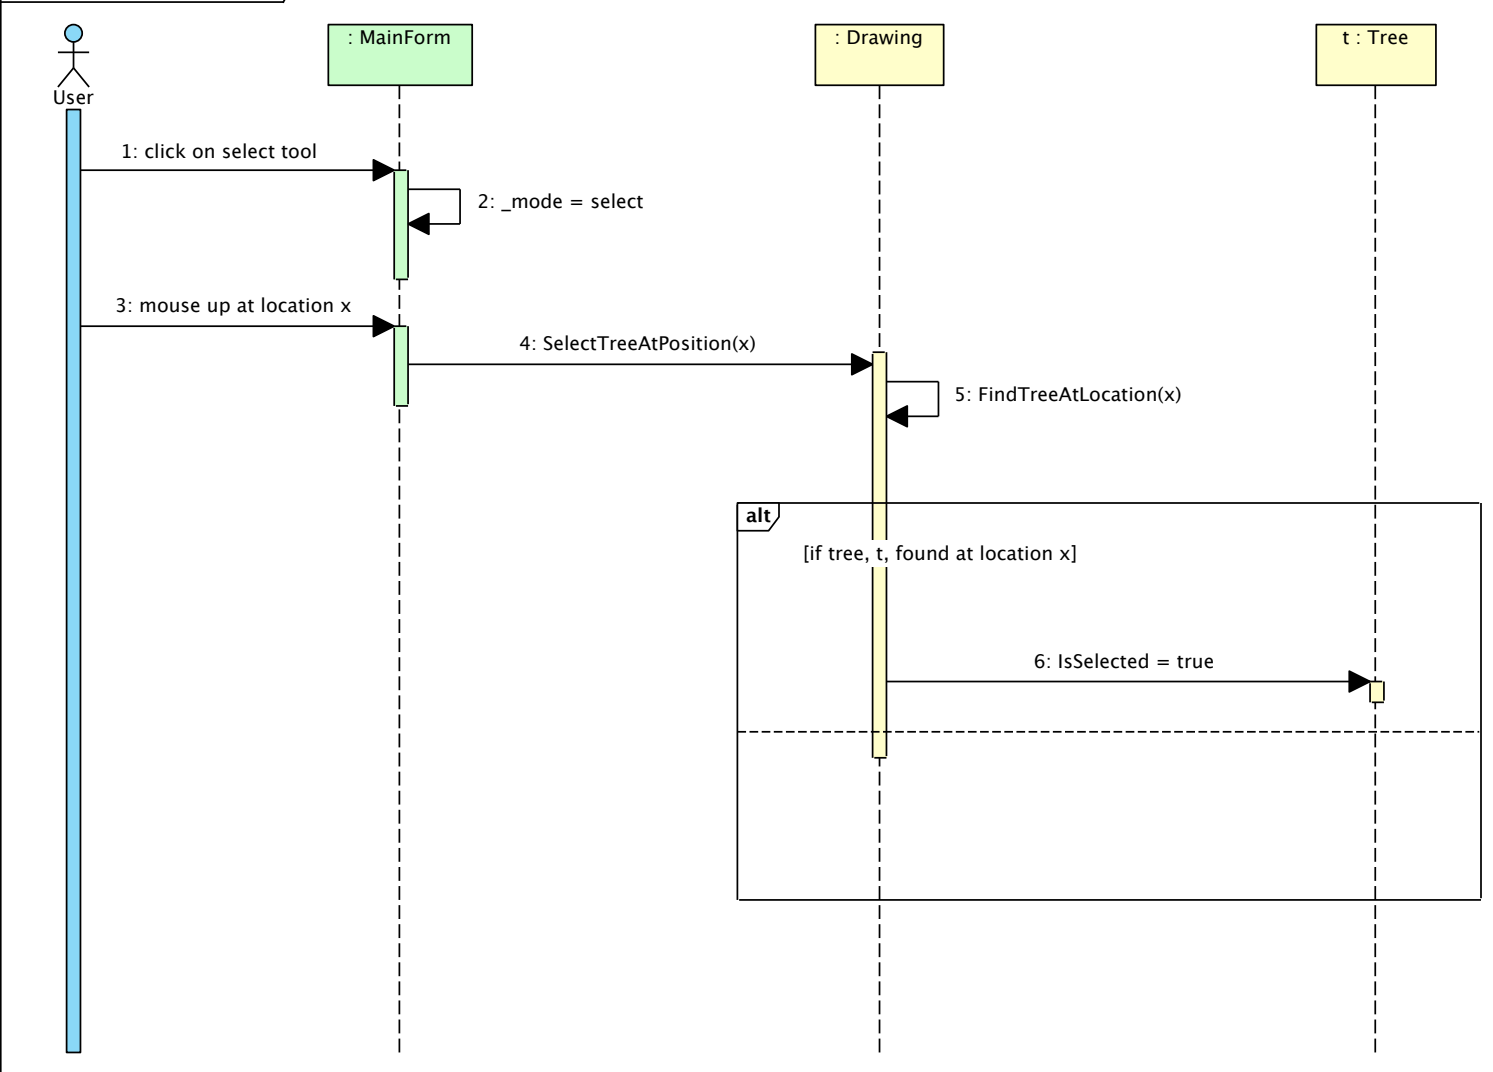 User
: MainForm
: Drawing
t : Tree
1: click on select tool
2: _mode = select
3: mouse up at location x
4: SelectTreeAtPosition(x)
5: FindTreeAtLocation(x)
alt
[if tree, t, found at location x]
6: IsSelected = true